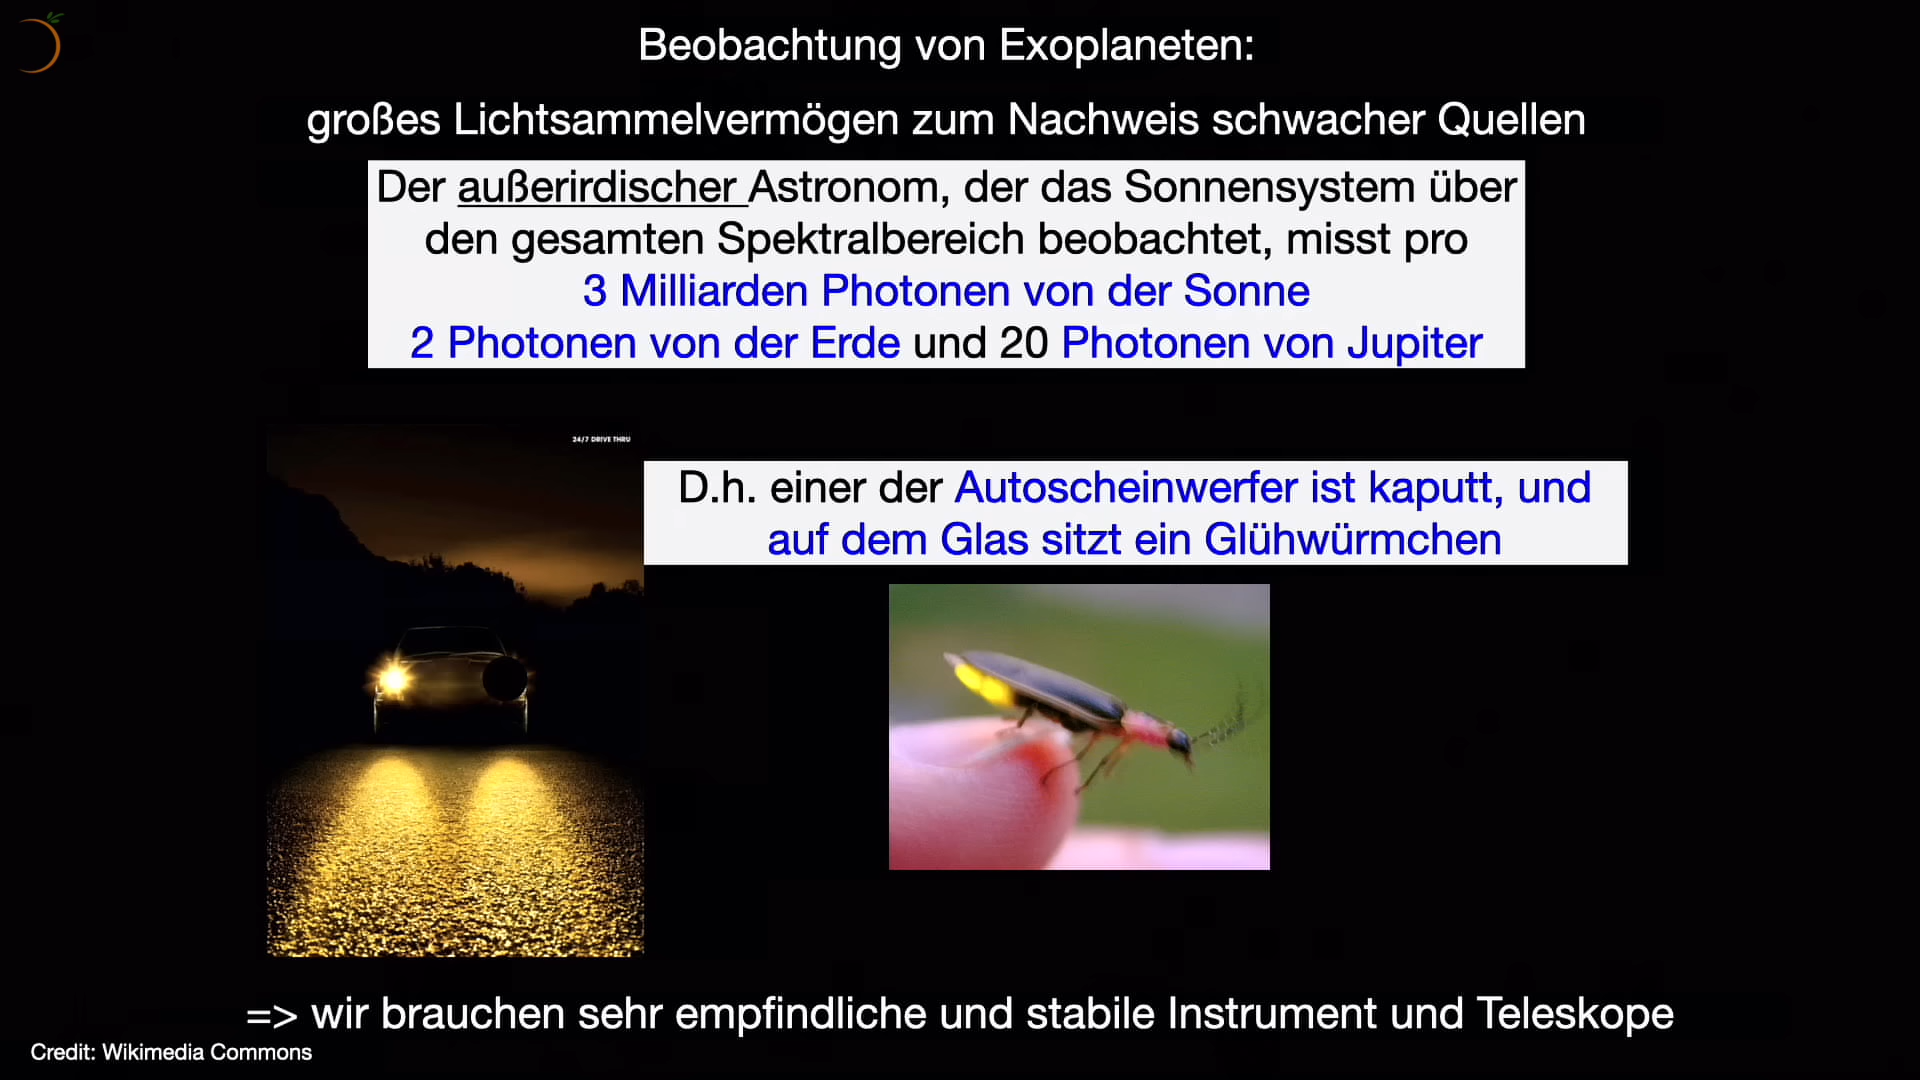 Beobachtung von Exoplaneten:
großes Lichtsammelvermögen zum Nachweis schwacher Quellen
Der außerirdischer Astronom, der das Sonnensystem über
den gesamten Spektralbereich beobachtet, misst pro
3 Milliarden Photonen von der Sonne
2 Photonen von der Erde und 20 Photonen von Jupiter
24/7 DRIVE THRU
D.h. einer der Autoscheinwerfer ist kaputt, und
auf dem Glas sitzt ein Glühwürmchen
=> wir brauchen sehr empfindliche und stabile Instrument und Teleskope
Credit: Wikimedia Commons